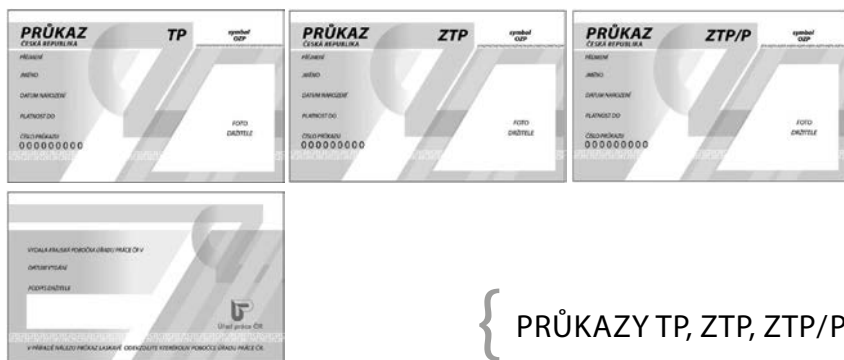 PRŮKAZ TP symbol OZP
ČESKÁ REPUBLIKA
PŘÍJMENÍ
JMÉNO
DATUM NAROZENÍ
PLATNOST DO
ČÍSLO PRŮKAZU
000000000
FOTO
DRŽITELE
PRŮKAZ ZTP symbol OZP
ČESKÁ REPUBLIKA
PŘÍJMENÍ
JMÉNO
DATUM NAROZENÍ
PLATNOST DO
ČÍSLO PRŮKAZU
000000000
FOTO
DRŽITELE
PRŮKAZ ZTP/P symbol OZP
ČESKÁ REPUBLIKA
PŘÍJMENÍ
JMÉNO
DATUM NAROZENÍ
PLATNOST DO
ČÍSLO PRŮKAZU
000000000
FOTO
DRŽITELE
VYDALA KRAJSKÁ POBOČKA ÚŘADU PRÁCE ČR V
DATUM VYDÁNÍ
PODPIS DRŽITELE
Úřad práce ČR
V PŘÍPADĚ NÁLEZU PRŮKAZ LASKAVĚ ODEVZDEJTE KTERÉKOLIV POBOČCE ÚŘADU PRÁCE ČR.
{ PRŮKAZY TP, ZTP, ZTP/P